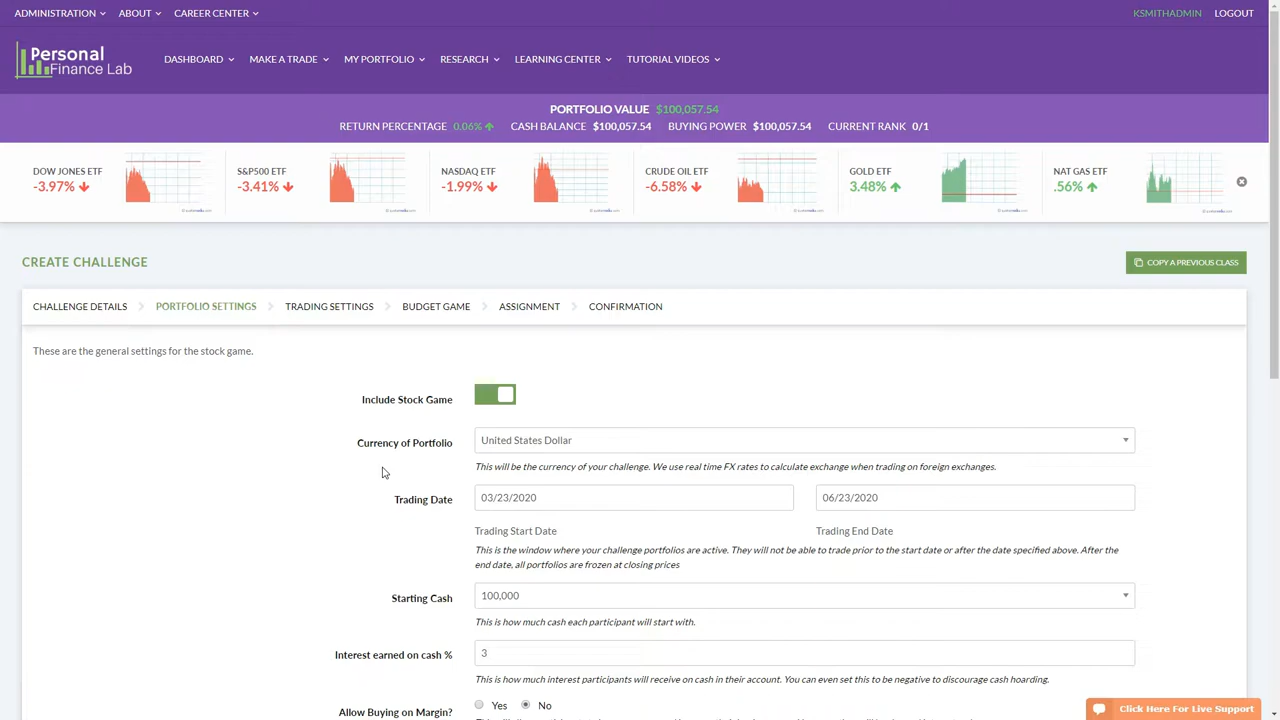 ADMINISTRATION ABOUT CAREER CENTER KSMITHADMIN LOGOUT
Personal
Finance Lab
DASHBOARD MAKE A TRADE MY PORTFOLIO RESEARCH LEARNING CENTER TUTORIAL VIDEOS
PORTFOLIO VALUE $100,057.54
RETURN PERCENTAGE 0.06% CASH BALANCE $100,057.54 BUYING POWER $100,057.54 CURRENT RANK 0/1
DOW JONES ETF S&P500 ETF NASDAQ ETF CRUDE OIL ETF GOLD ETF NAT GAS ETF
-3.97% -3.41% -1.99% -6.58% 3.48% .56%
CREATE CHALLENGE COPY A PREVIOUS CLASS
CHALLENGE DETAILS PORTFOLIO SETTINGS TRADING SETTINGS BUDGET GAME ASSIGNMENT CONFIRMATION
These are the general settings for the stock game.
Include Stock Game
Currency of Portfolio United States Dollar
This will be the currency of your challenge. We use real time FX rates to calculate exchange when trading on foreign exchanges.
Trading Date 03/23/2020 06/23/2020
Trading Start Date Trading End Date
This is the window where your challenge portfolios are active. They will not be able to trade prior to the start date or after the date specified above. After the
end date, all portfolios are frozen at closing prices
Starting Cash 100,000
This is how much cash each participant will start with.
Interest earned on cash % 3
This is how much interest participants will receive on cash in their account. You can even set this to be negative to discourage cash hoarding.
Allow Buying on Margin? Yes No
Click Here For Live Support